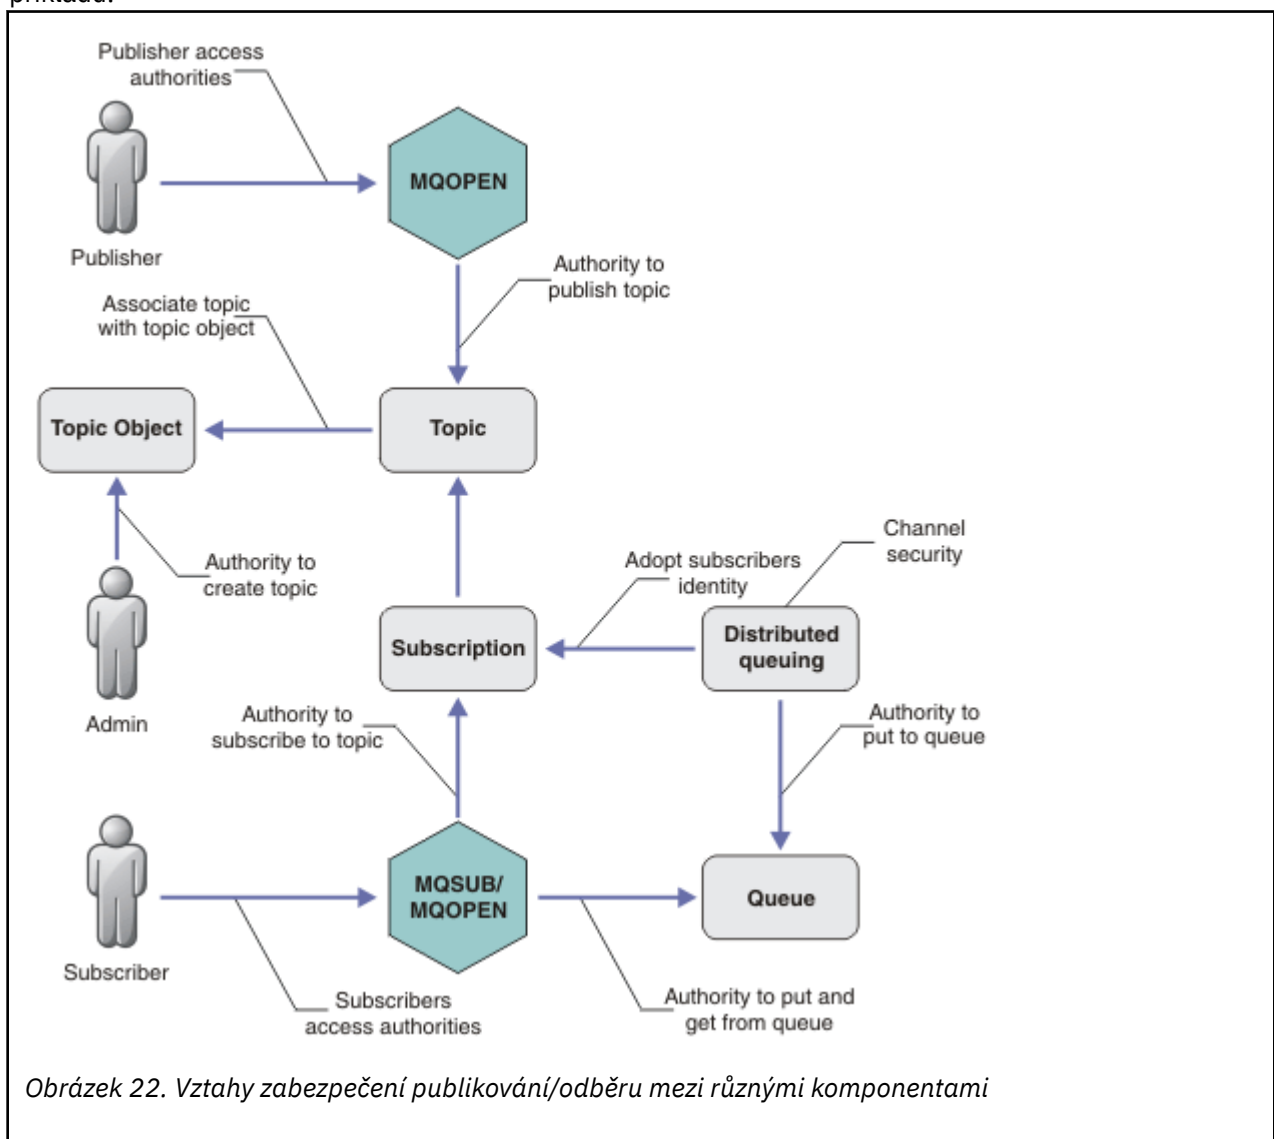 příkladu.
Publisher access
authorities
MQOPEN
Publisher
Authority to
publish topic
Associate topic
with topic object
Topic Object
Topic
Channel
security
Authority to
create topic
Adopt subscribers
identity
Subscription
Distributed
queuing
Admin
Authority to
subscribe to topic
Authority to
put to queue
MQSUB/
MQOPEN
Queue
Subscriber
Subscribers
access authorities
Authority to put and
get from queue
Obrázek 22. Vztahy zabezpečení publikování/odběru mezi různými komponentami